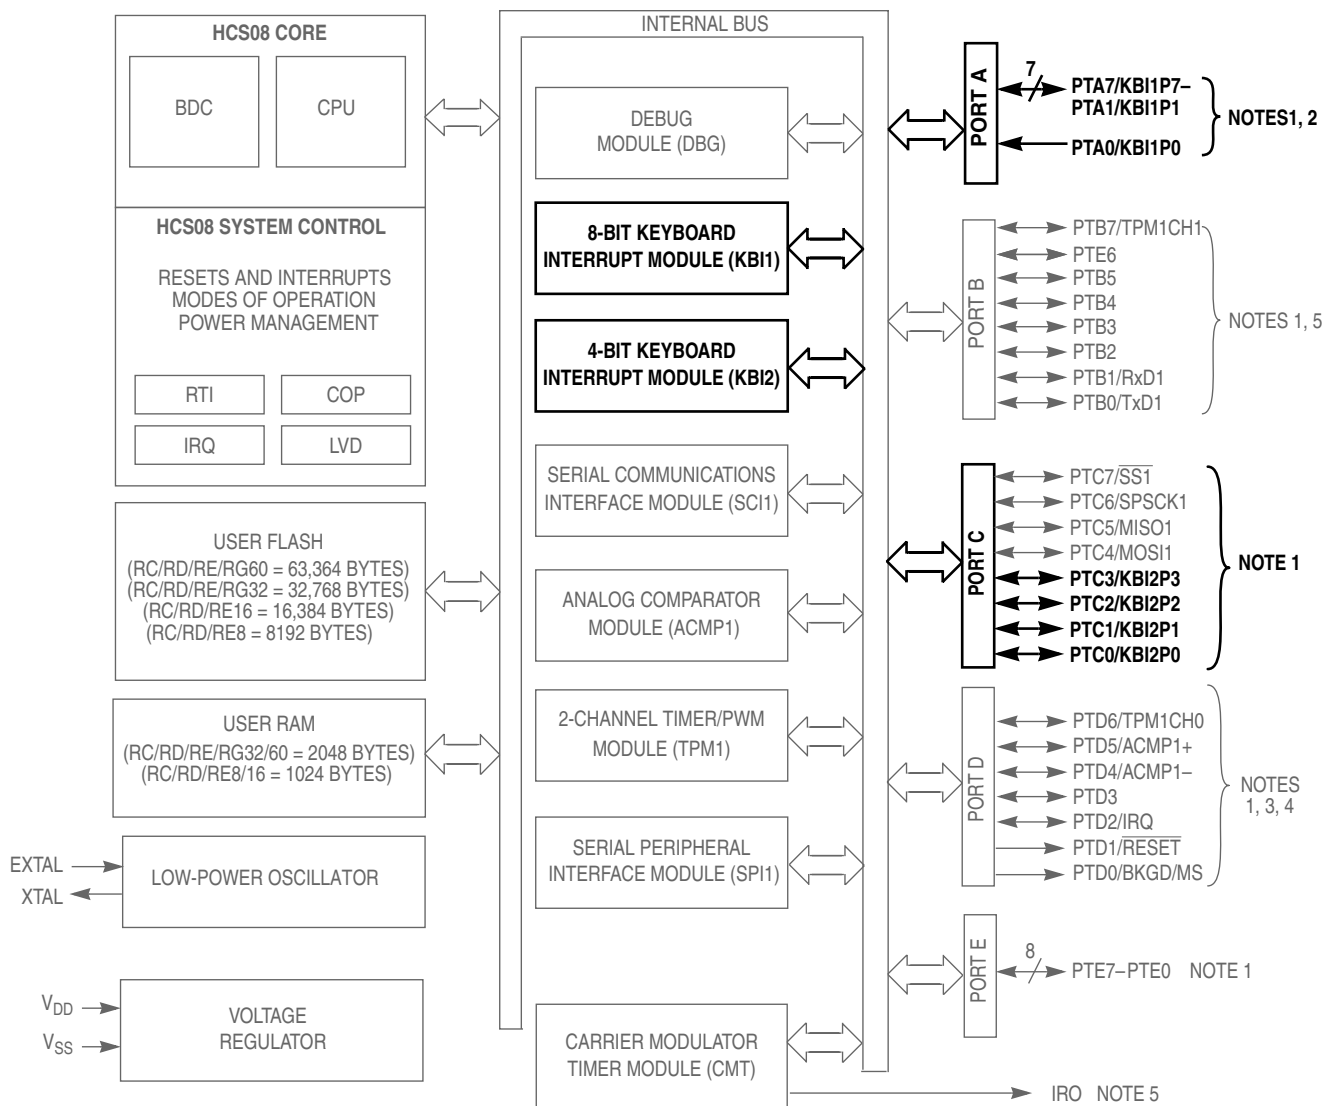 HCS08 CORE
BDC
CPU
HCS08 SYSTEM CONTROL
RESETS AND INTERRUPTS
MODES OF OPERATION
POWER MANAGEMENT
RTI
COP
IRQ
LVD
USER FLASH
(RC/RD/RE/RG60 = 63,364 BYTES)
(RC/RD/RE/RG32 = 32,768 BYTES)
(RC/RD/RE16 = 16,384 BYTES)
(RC/RD/RE8 = 8192 BYTES)
USER RAM
(RC/RD/RE/RG32/60 = 2048 BYTES)
(RC/RD/RE8/16 = 1024 BYTES)
EXTAL
XTAL
LOW-POWER OSCILLATOR
VDD
VSS
VOLTAGE
REGULATOR
INTERNAL BUS
DEBUG
MODULE (DBG)
8-BIT KEYBOARD
INTERRUPT MODULE (KBI1)
4-BIT KEYBOARD
INTERRUPT MODULE (KBI2)
SERIAL COMMUNICATIONS
INTERFACE MODULE (SCI1)
ANALOG COMPARATOR
MODULE (ACMP1)
2-CHANNEL TIMER/PWM
MODULE (TPM1)
SERIAL PERIPHERAL
INTERFACE MODULE (SPI1)
CARRIER MODULATOR
TIMER MODULE (CMT)
PORT A
7
PTA7/KBI1P7–
PTA1/KBI1P1
PTA0/KBI1P0
NOTES1, 2
PORT B
PTB7/TPM1CH1
PTE6
PTB5
PTB4
PTB3
PTB2
PTB1/RxD1
PTB0/TxD1
NOTES 1, 5
PORT C
PTC7/SS1
PTC6/SPSCK1
PTC5/MISO1
PTC4/MOSI1
PTC3/KBI2P3
PTC2/KBI2P2
PTC1/KBI2P1
PTC0/KBI2P0
NOTE 1
PORT D
PTD6/TPM1CH0
PTD5/ACMP1+
PTD4/ACMP1–
PTD3
PTD2/IRQ
PTD1/RESET
PTD0/BKGD/MS
NOTES
1, 3, 4
PORT E
8
PTE7–PTE0 NOTE 1
IRO NOTE 5